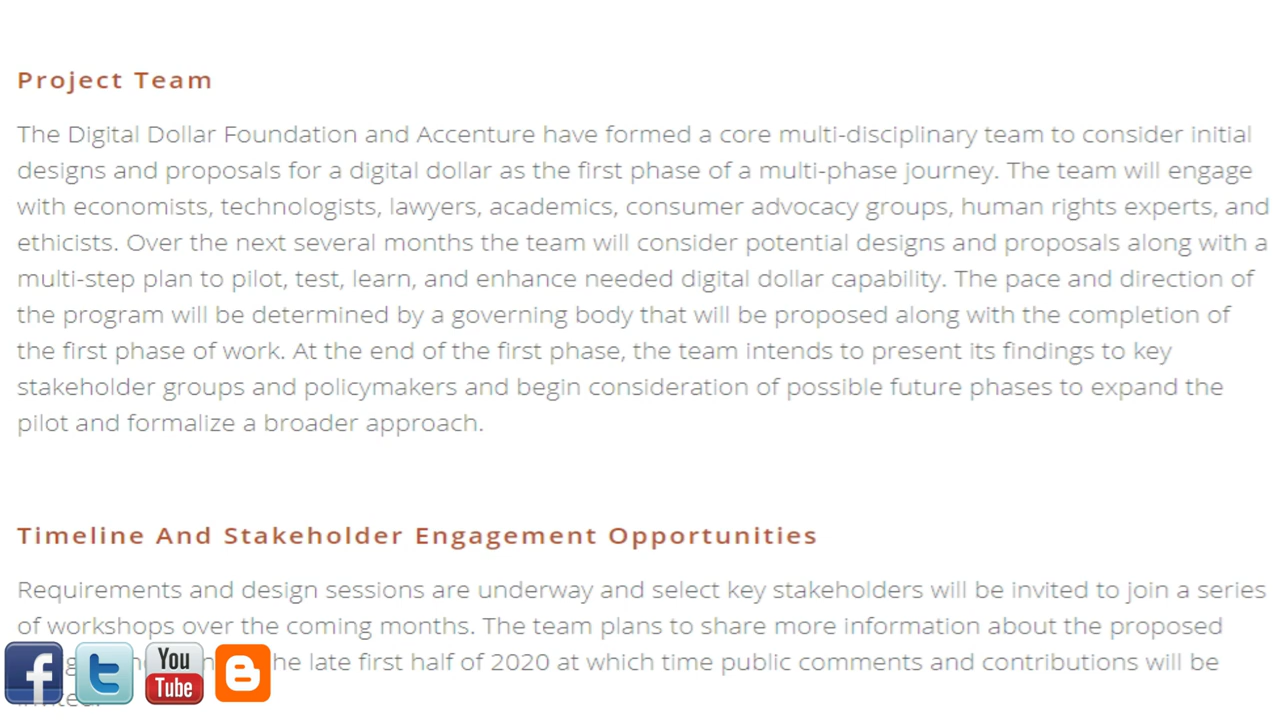 Project Team
The Digital Dollar Foundation and Accenture have formed a core multi-disciplinary team to consider initial
designs and proposals for a digital dollar as the first phase of a multi-phase journey. The team will engage
with economists, technologists, lawyers, academics, consumer advocacy groups, human rights experts, and
ethicists. Over the next several months the team will consider potential designs and proposals along with a
multi-step plan to pilot, test, learn, and enhance needed digital dollar capability. The pace and direction of
the program will be determined by a governing body that will be proposed along with the completion of
the first phase of work. At the end of the first phase, the team intends to present its findings to key
stakeholder groups and policymakers and begin consideration of possible future phases to expand the
pilot and formalize a broader approach.
Timeline And Stakeholder Engagement Opportunities
Requirements and design sessions are underway and select key stakeholders will be invited to join a series
of workshops over the coming months. The team plans to share more information about the proposed
late first half of 2020 at which time public comments and contributions will be
You
Tube